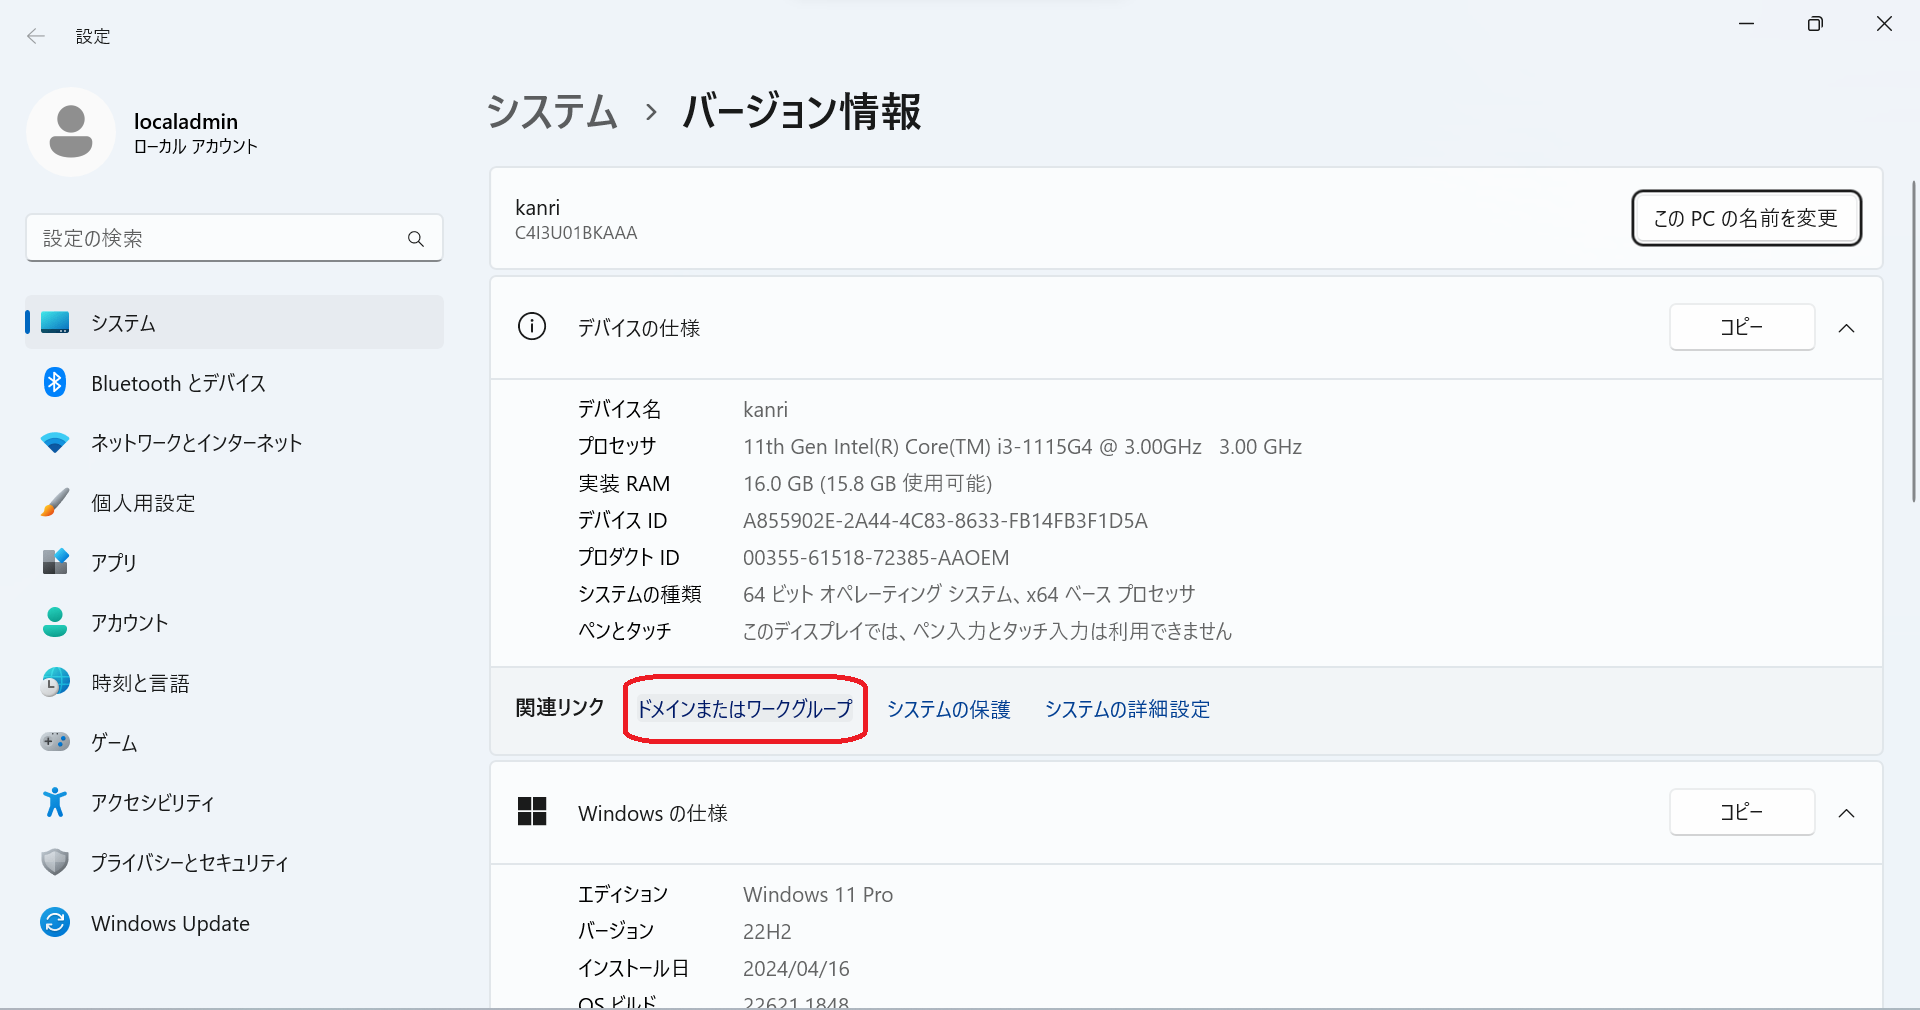 設定
localadmin
ローカル アカウント
設定の検索
システム
Bluetooth とデバイス
ネットワークとインターネット
個人用設定
アプリ
アカウント
時刻と言語
ゲーム
アクセシビリティ
プライバシーとセキュリティ
Windows Update
システム › バージョン情報
kanri
C4I3U01BKAAA
この PC の名前を変更
デバイスの仕様
コピー
デバイス名 kanri
プロセッサ 11th Gen Intel(R) Core(TM) i3-1115G4 @ 3.00GHz 3.00 GHz
実装 RAM 16.0 GB (15.8 GB 使用可能)
デバイス ID A855902E-2A44-4C83-8633-FB14FB3F1D5A
プロダクト ID 00355-61518-72385-AAOEM
システムの種類 64 ビット オペレーティング システム、x64 ベース プロセッサ
ペンとタッチ このディスプレイでは、ペン入力とタッチ入力は利用できません
関連リンク ドメインまたはワークグループ システムの保護 システムの詳細設定
Windows の仕様
コピー
エディション Windows 11 Pro
バージョン 22H2
インストール日 2024/04/16
OS ビルド 22621.1848